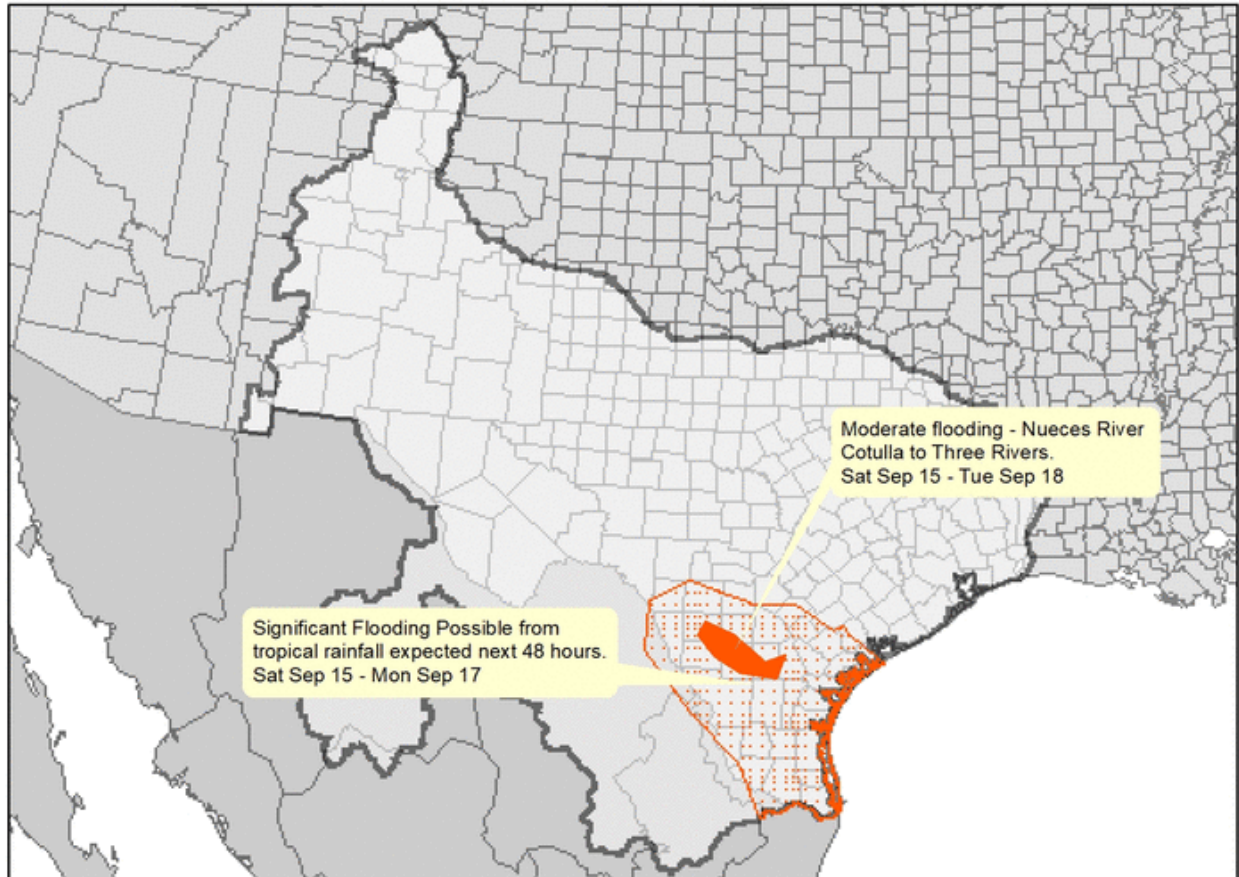 Moderate flooding - Nueces River
Cotulla to Three Rivers.
Sat Sep 15 - Tue Sep 18
Significant Flooding Possible from
tropical rainfall expected next 48 hours.
Sat Sep 15 - Mon Sep 17